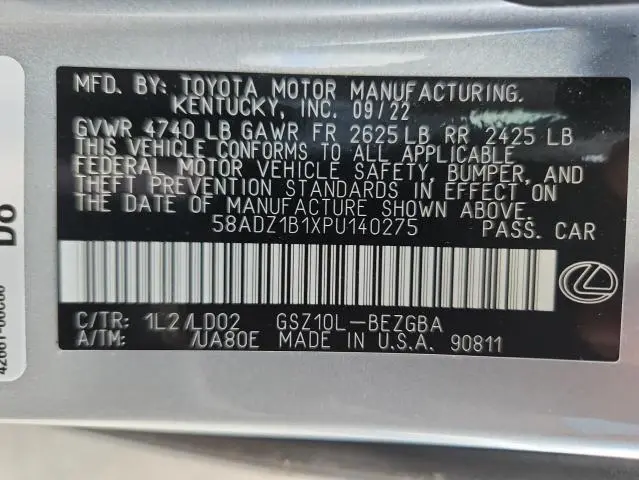 MFD. BY: TOYOTA MOTOR MANUFACTURING.
KENTUCKY, INC. 09/22
GVWR 4740 LB GAWR FR 2625LB RR 2425 LB
THIS VEHICLE CONFORMS TO ALL APPLICABLE
FEDERAL MOTOR VEHICLE SAFETY, BUMPER, AND
THEFT PREVENTION STANDARDS IN EFFECT ON
THE DATE OF MANUFACTURE SHOWN ABOVE.
58ADZ1B1XPU140275 PASS. CAR
C/TR: 1L2/LD02 GSZ10L-BEZGBA
A/TM: /UA80E MADE IN U.S.A. 90811
D8